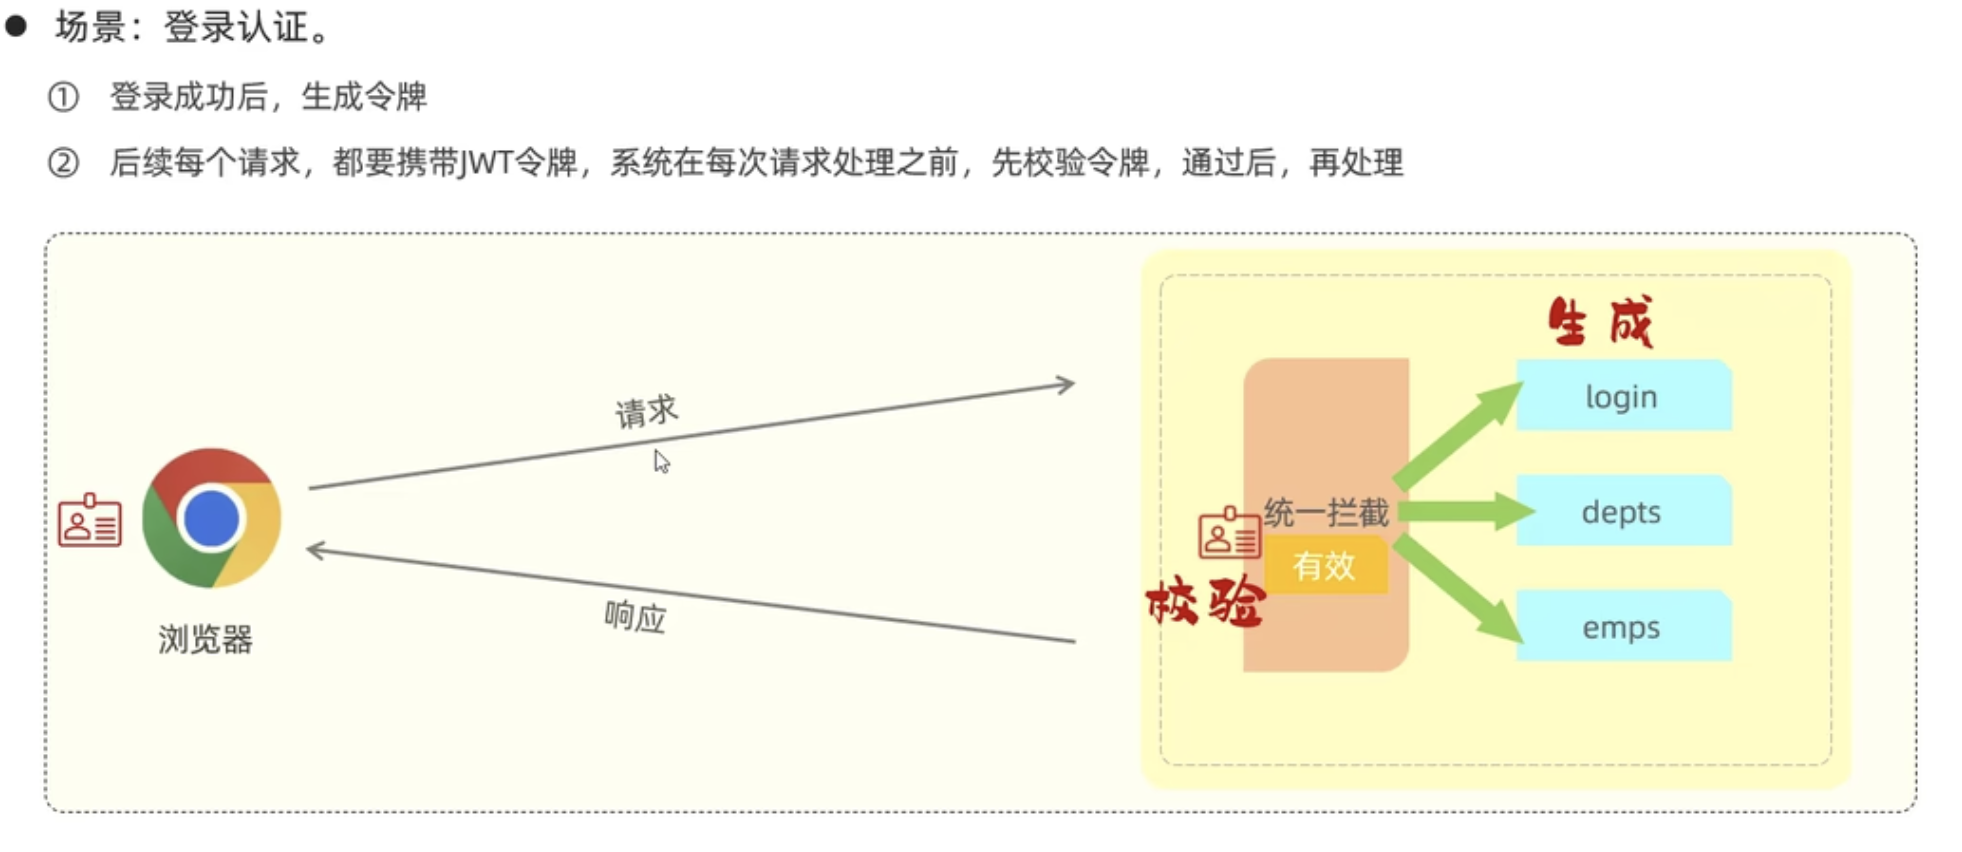 ● 场景：登录认证。
① 登录成功后，生成令牌
② 后续每个请求，都要携带JWT令牌，系统在每次请求处理之前，先校验令牌，通过后，再处理
生成
login
请求
统一拦截
depts
有效
校验
响应
emps
浏览器